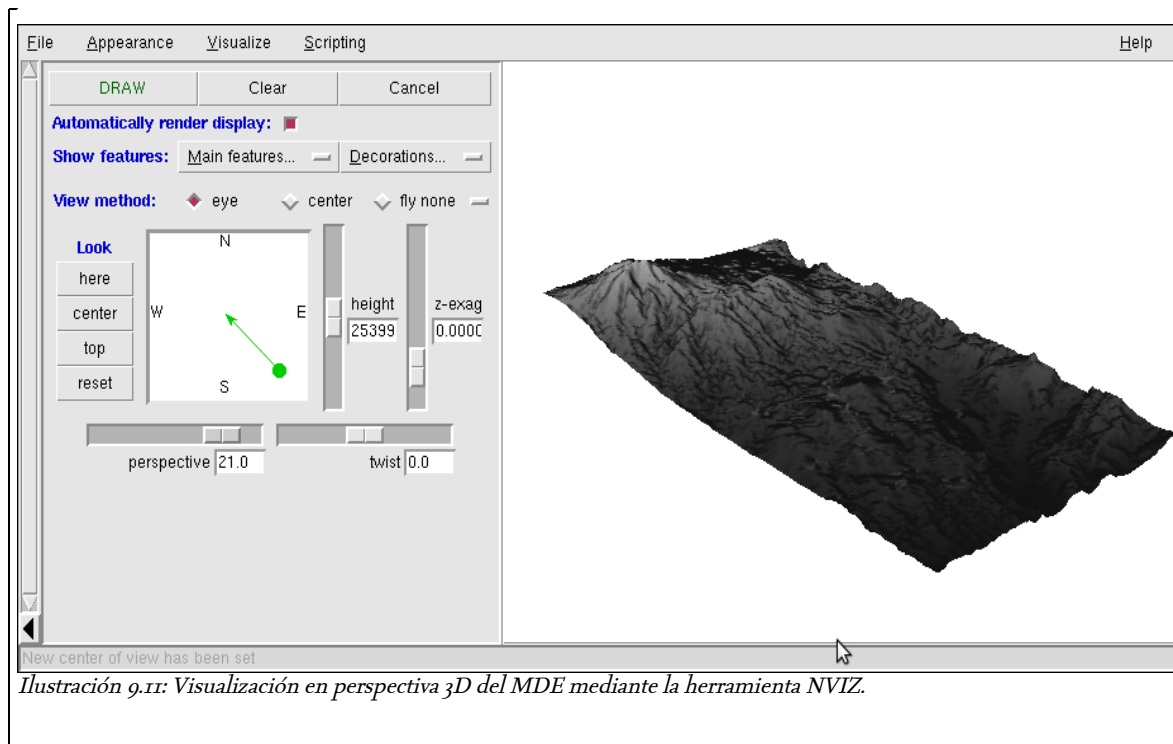 File Appearance Visualize Scripting Help
DRAW Clear Cancel
Automatically render display:
Show features: Main features... Decorations...
View method: eye center fly none
Look
here
center
top
reset
N
W E
S
height
25399
z-exag
0.000
perspective 21.0
twist 0.0
New center of view has been set
Ilustración 9.11: Visualización en perspectiva 3D del MDE mediante la herramienta NVIZ.